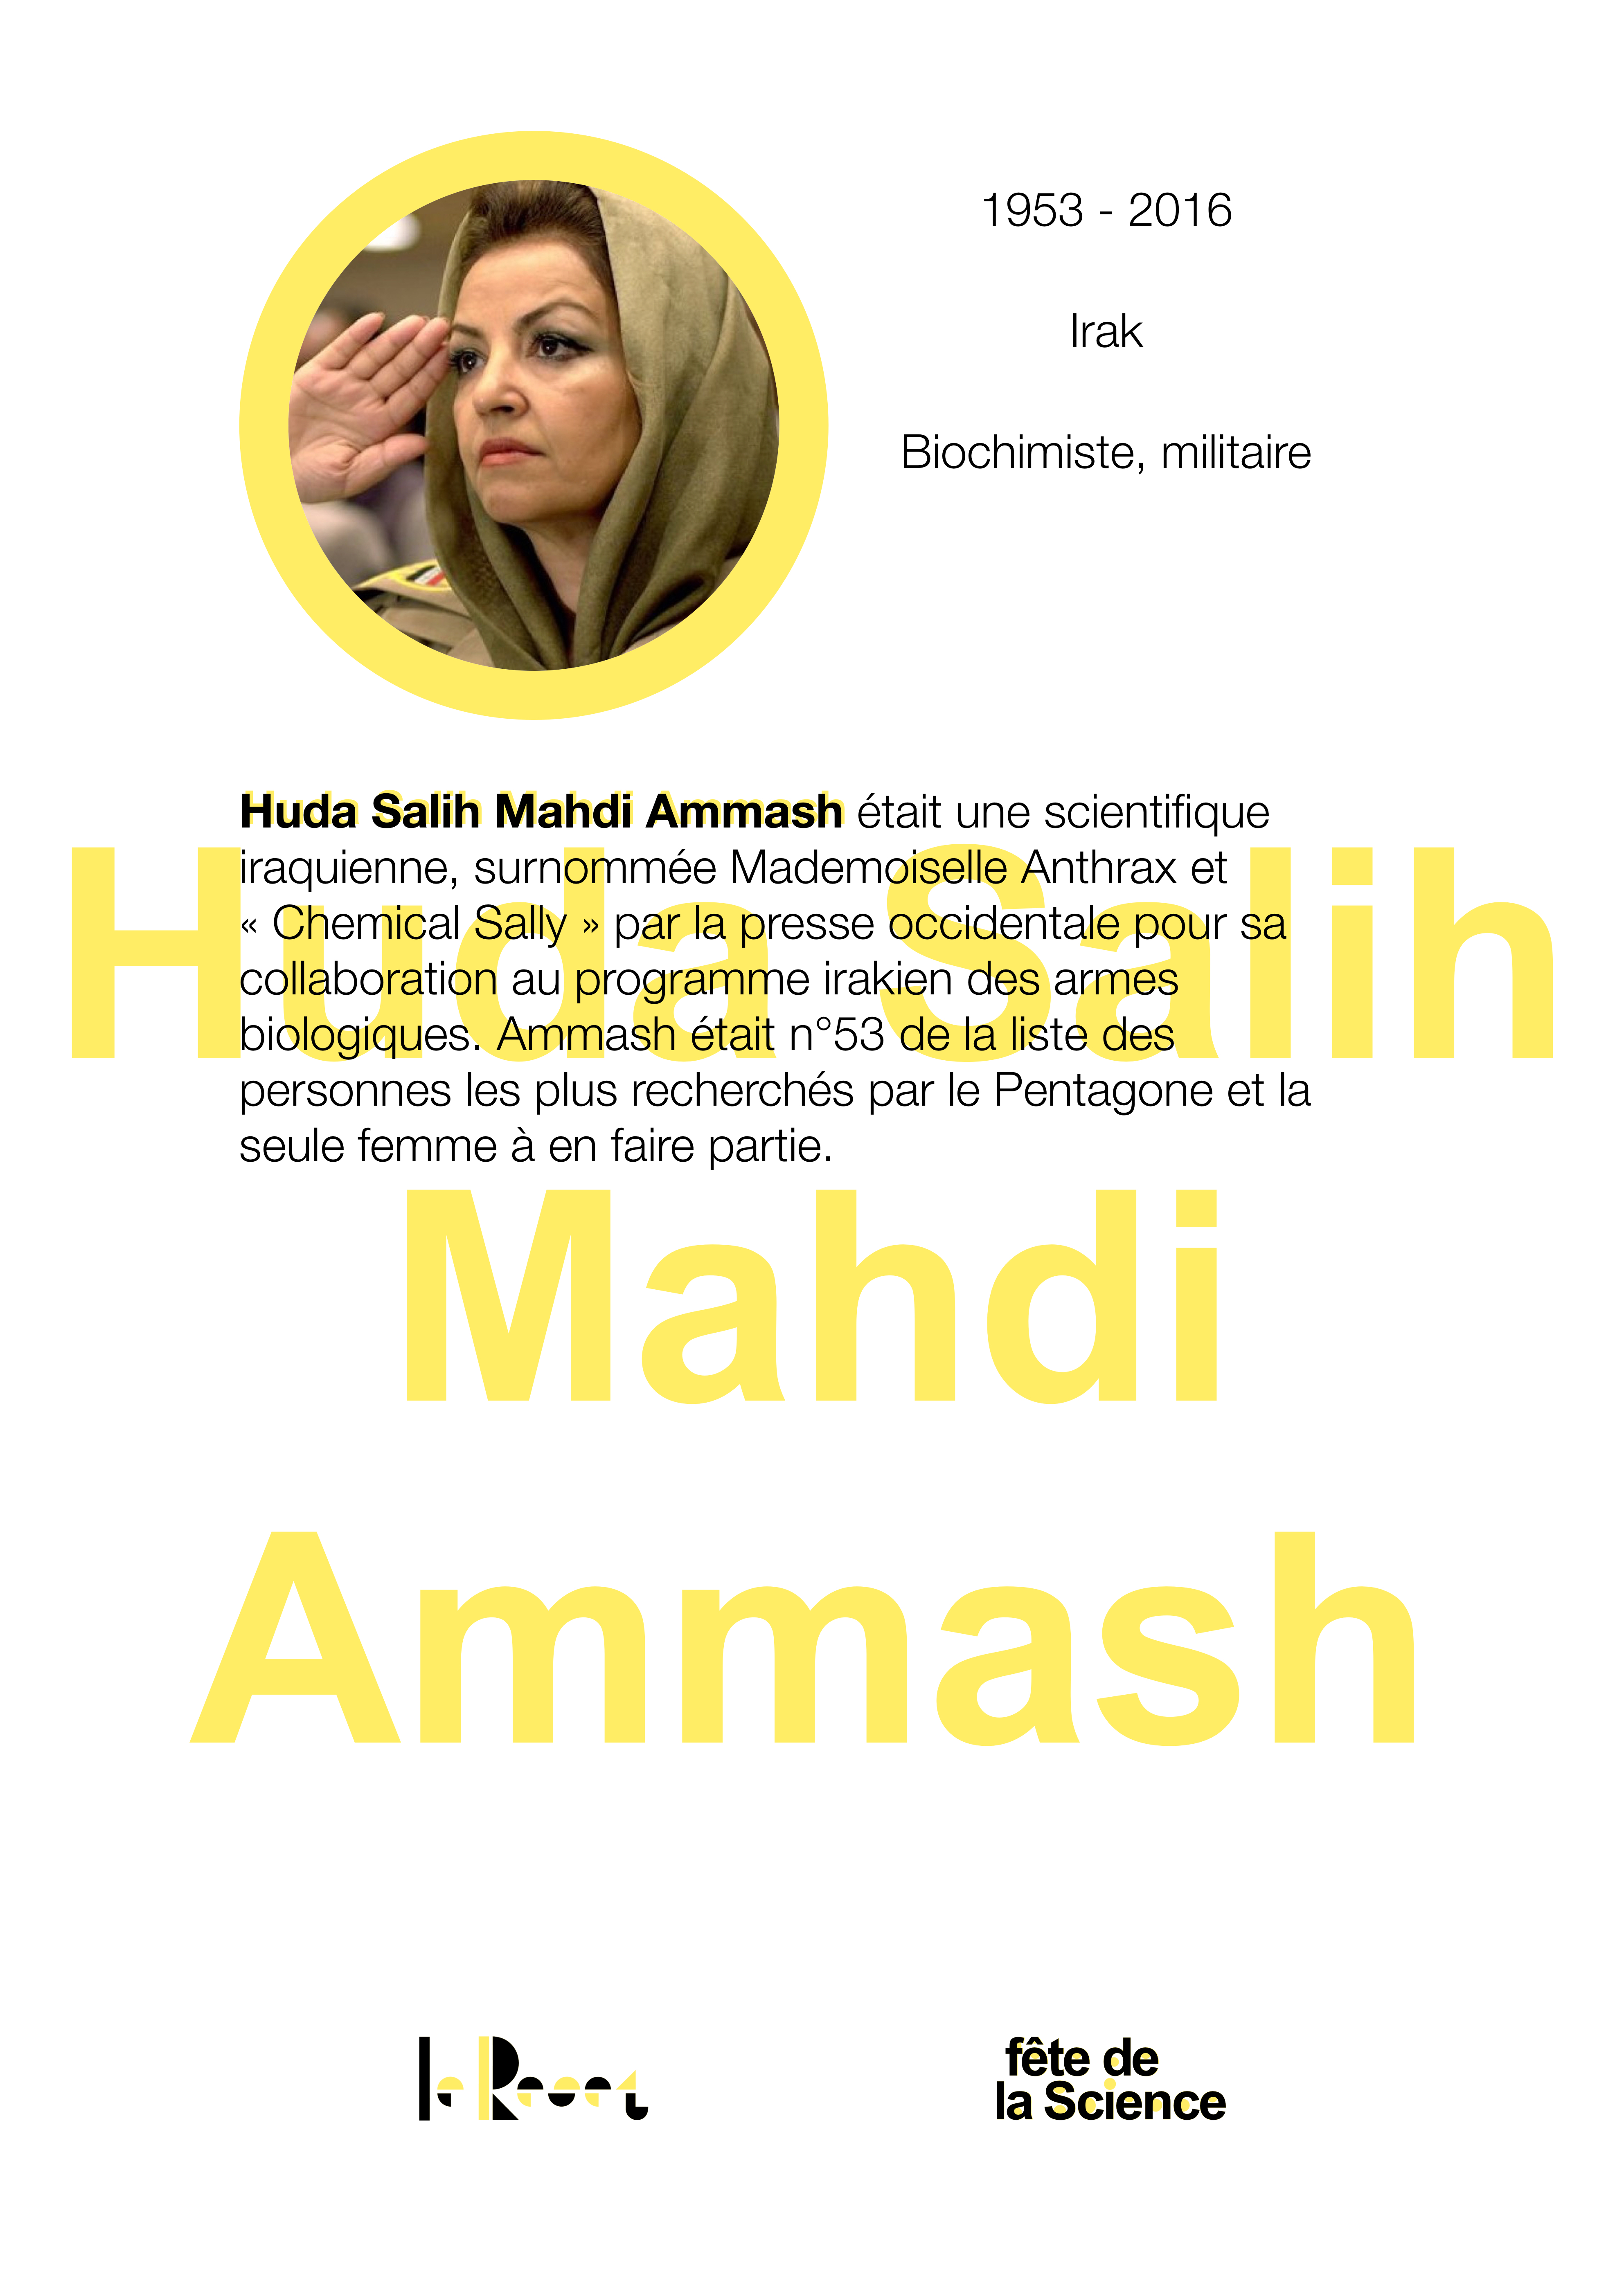 1953 - 2016
Irak
Biochimiste, militaire
Huda Salih Mahdi Ammash était une scientifique
iraquienne, surnommée Mademoiselle Anthrax et
« Chemical Sally » par la presse occidentale pour sa
collaboration au programme irakien des armes
biologiques. Ammash était n°53 de la liste des
personnes les plus recherchés par le Pentagone et la
seule femme à en faire partie.
Huda Salih
Mahdi
Ammash
le Reset
fête de
la Science